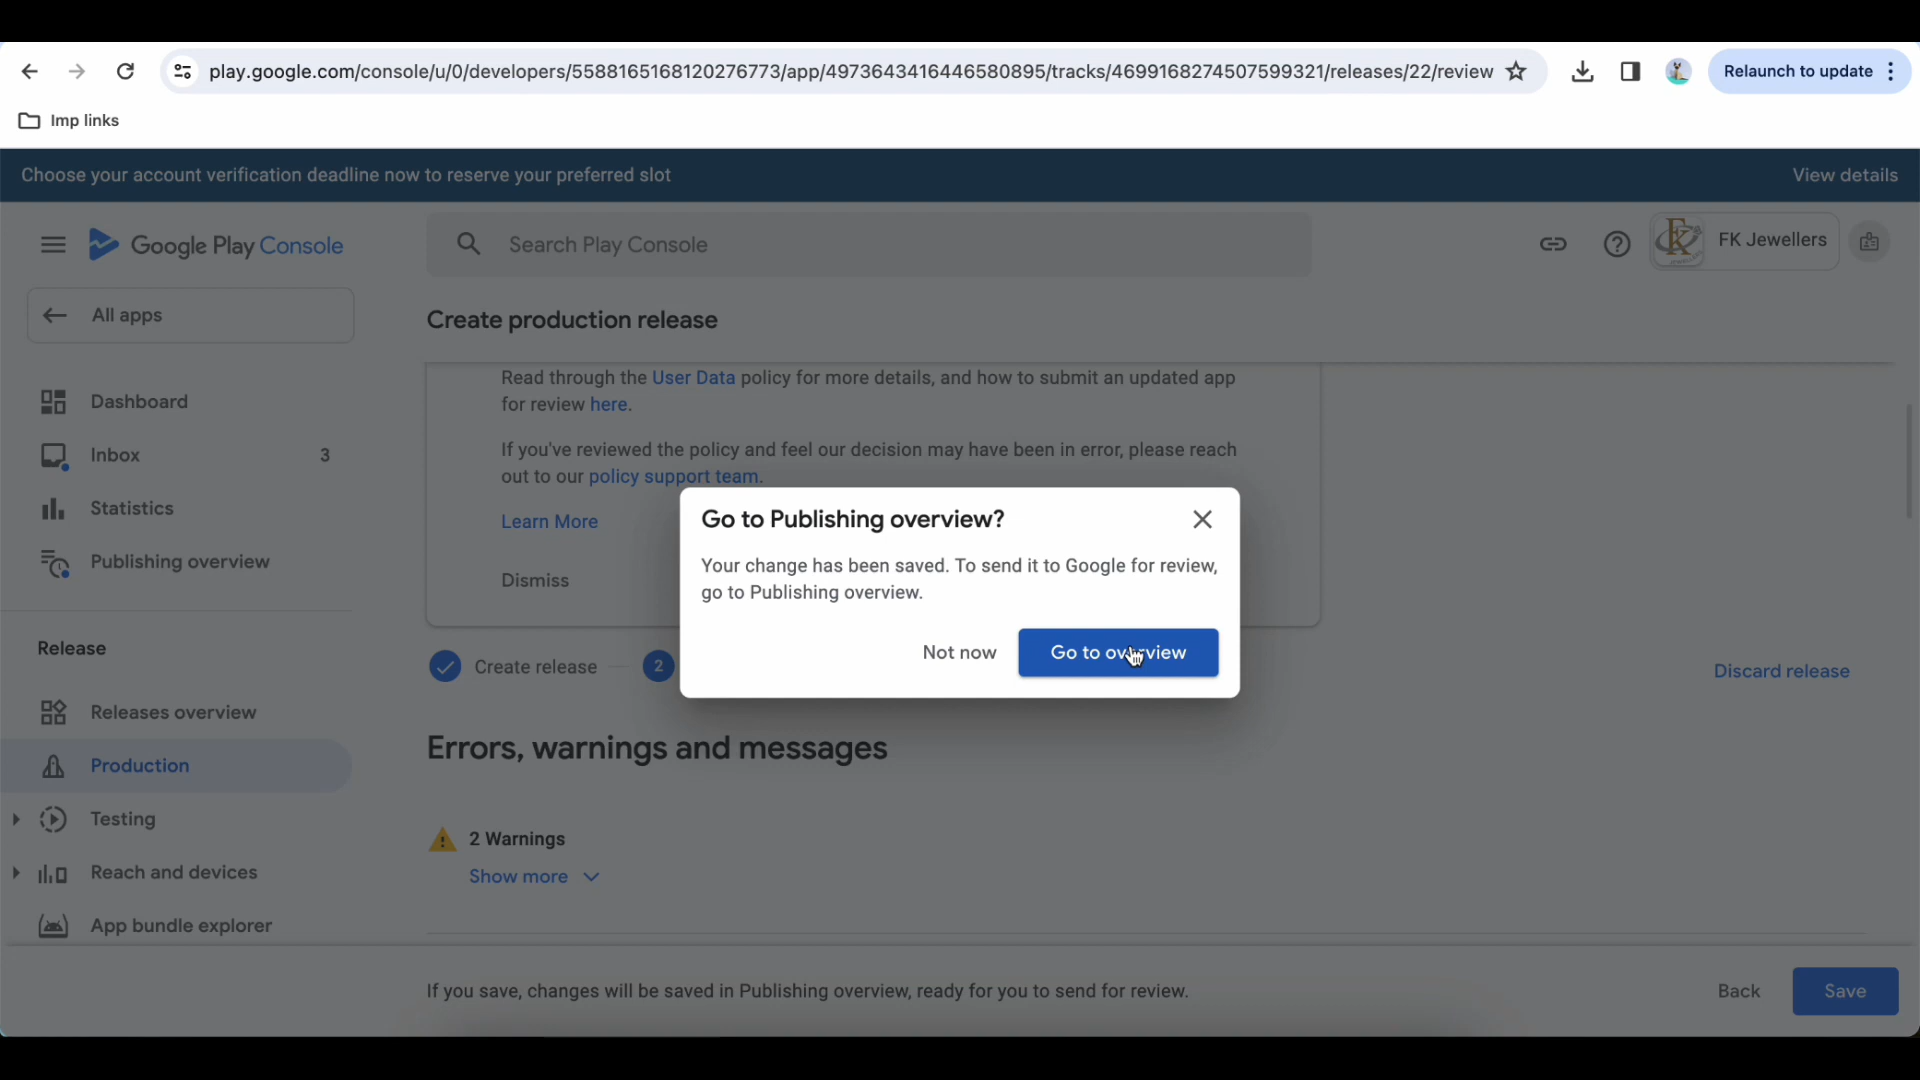 play.google.com/console/u/0/developers/5588165168120276773/app/4973643416446580895/tracks/4699168274507599321/releases/22/review
Relaunch to update
Imp links
Choose your account verification deadline now to reserve your preferred slot
View details
Google Play Console
Search Play Console
FK Jewellers
All apps
Create production release
Dashboard
Inbox
3
Statistics
Publishing overview
Release
Releases overview
Production
Testing
Reach and devices
App bundle explorer
Read through the User Data policy for more details, and how to submit an updated app
for review here.
If you've reviewed the policy and feel our decision may have been in error, please reach
out to our policy support team.
Learn More
Dismiss
Go to Publishing overview?
Your change has been saved. To send it to Google for review,
go to Publishing overview.
Not now
Go to overview
Create release
2
Discard release
Errors, warnings and messages
2 Warnings
Show more
If you save, changes will be saved in Publishing overview, ready for you to send for review.
Back
Save